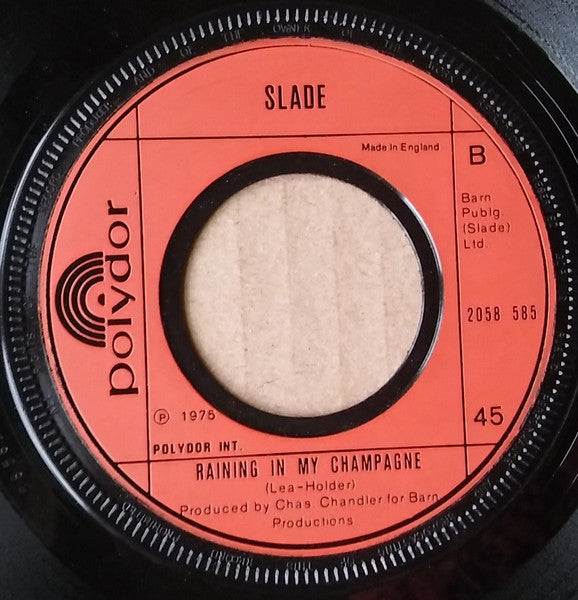 SLADE
Made In England
B
Barn
Publg.
(Slade)
Ltd.
2058 585
polydor
℗ 1975
45
POLYDOR INT.
RAINING IN MY CHAMPAGNE
(Lea-Holder)
Produced by Chas. Chandler for Barn
Productions